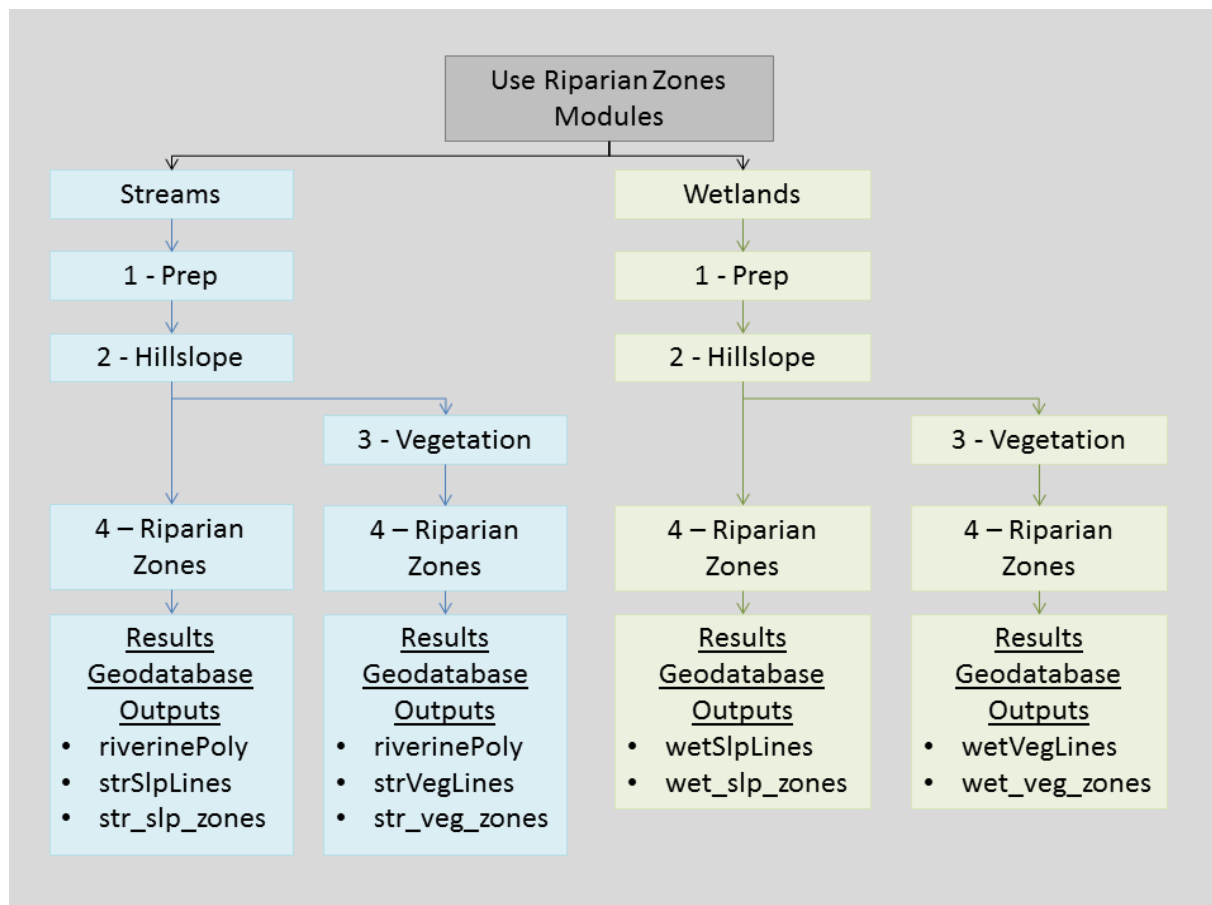 Use Riparian Zones
Modules
Streams
1 - Prep
2 - Hillslope
3 - Vegetation
4 – Riparian
Zones
4 – Riparian
Zones
Results
Geodatabase
Outputs
• riverinePoly
• strSlpLines
• str_slp_zones
Results
Geodatabase
Outputs
• riverinePoly
• strVegLines
• str_veg_zones
Wetlands
1 - Prep
2 - Hillslope
3 - Vegetation
4 – Riparian
Zones
4 – Riparian
Zones
Results
Geodatabase
Outputs
• wetSlpLines
• wet_slp_zones
Results
Geodatabase
Outputs
• wetVegLines
• wet_veg_zones